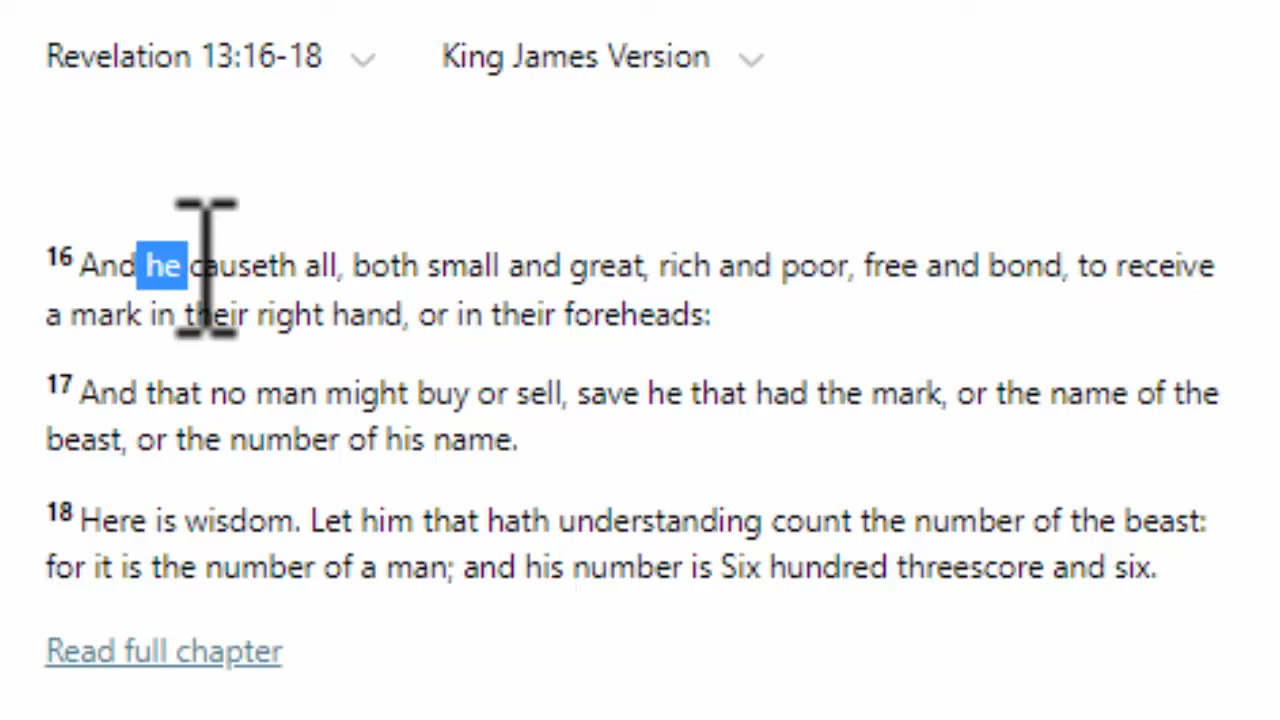 Revelation 13:16-18 King James Version
16 And he causeth all, both small and great, rich and poor, free and bond, to receive
a mark in their right hand, or in their foreheads:
17 And that no man might buy or sell, save he that had the mark, or the name of the
beast, or the number of his name.
18 Here is wisdom. Let him that hath understanding count the number of the beast:
for it is the number of a man; and his number is Six hundred threescore and six.
Read full chapter